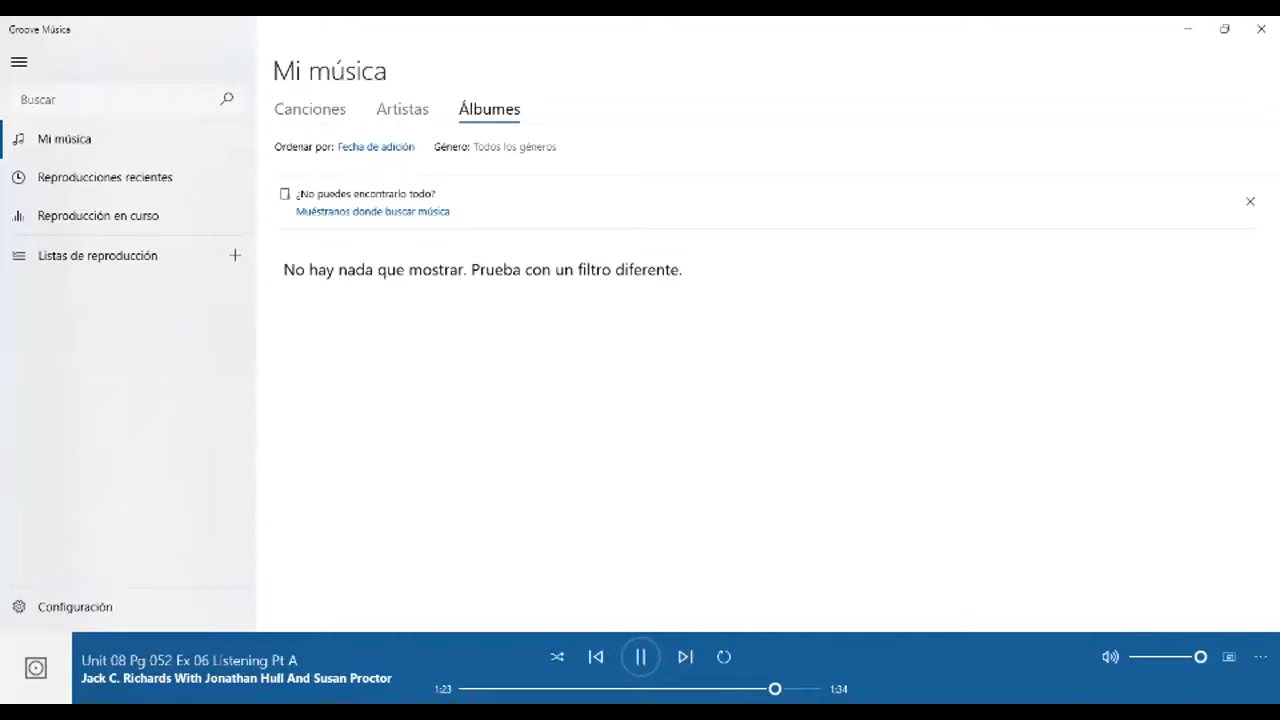 Groove Música
Buscar
Mi música
Reproducciones recientes
Reproducción en curso
Listas de reproducción
Configuración
Mi música
Canciones Artistas Álbumes
Ordenar por: Fecha de adición Género: Todos los géneros
¿No puedes encontrarlo todo?
Muéstranos donde buscar música
No hay nada que mostrar. Prueba con un filtro diferente.
Unit 08 Pg 052 Ex 06 Listening Pt A
Jack C. Richards With Jonathan Hull And Susan Proctor
1:23 1:34